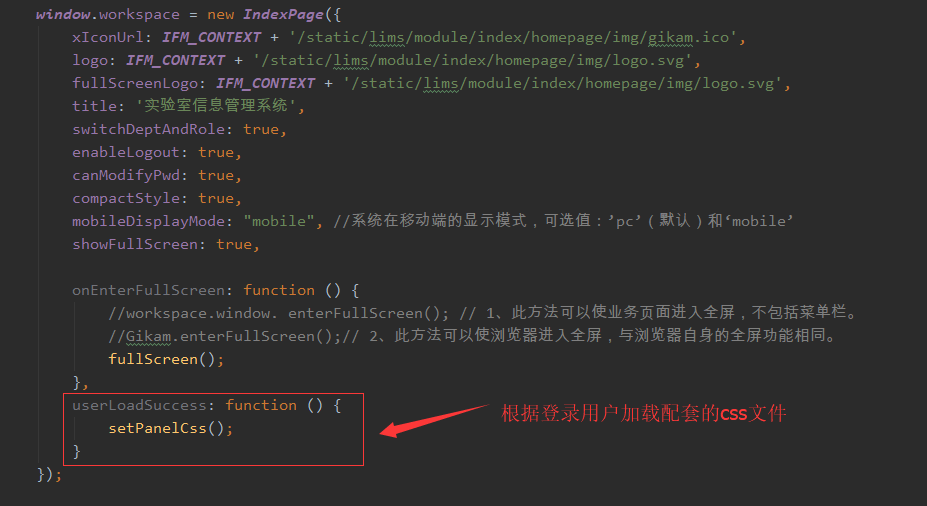 window.workspace = new IndexPage({
xIconUrl: IFM_CONTEXT + '/static/lims/module/index/homepage/img/gikam.ico',
logo: IFM_CONTEXT + '/static/lims/module/index/homepage/img/logo.svg',
fullScreenLogo: IFM_CONTEXT + '/static/lims/module/index/homepage/img/logo.svg',
title: '实验室信息管理系统',
switchDeptAndRole: true,
enableLogout: true,
canModifyPwd: true,
compactStyle: true,
mobileDisplayMode: "mobile", //系统在移动端的显示模式，可选值：’pc’（默认）和‘mobile’
showFullScreen: true,
onEnterFullScreen: function () {
//workspace.window. enterFullScreen(); // 1、此方法可以使业务页面进入全屏，不包括菜单栏。
//Gikam.enterFullScreen();// 2、此方法可以使浏览器进入全屏，与浏览器自身的全屏功能相同。
fullScreen();
},
userLoadSuccess: function () {
setPanelCss();
}
根据登录用户加载配套的css文件
});